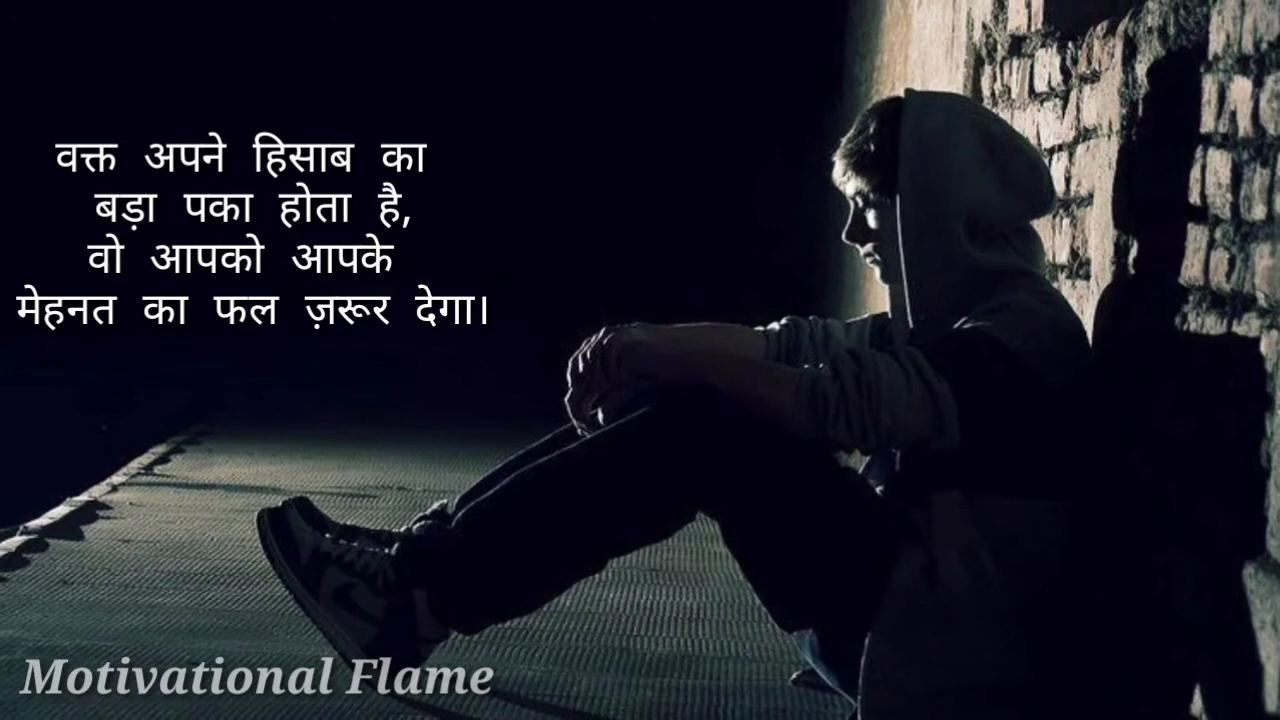 वक्त अपने हिसाब का
बड़ा पका होता है,
वो आपको आपके
मेहनत का फल ज़रूर देगा।
Motivational Flame